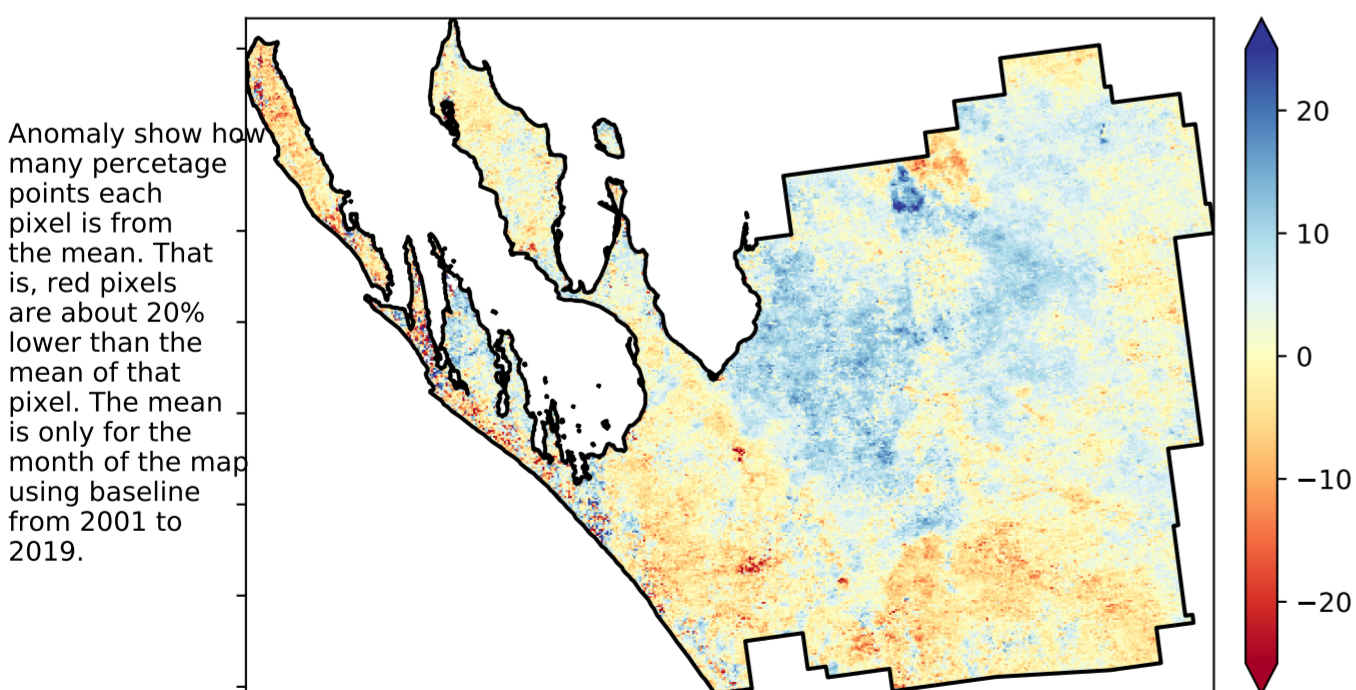 Anomaly show how
many percetage
points each
pixel is from
the mean. That
is, red pixels
are about 20%
lower than the
mean of that
pixel. The mean
is only for the
month of the map
using baseline
from 2001 to
2019.
20
10
0
−10
−20